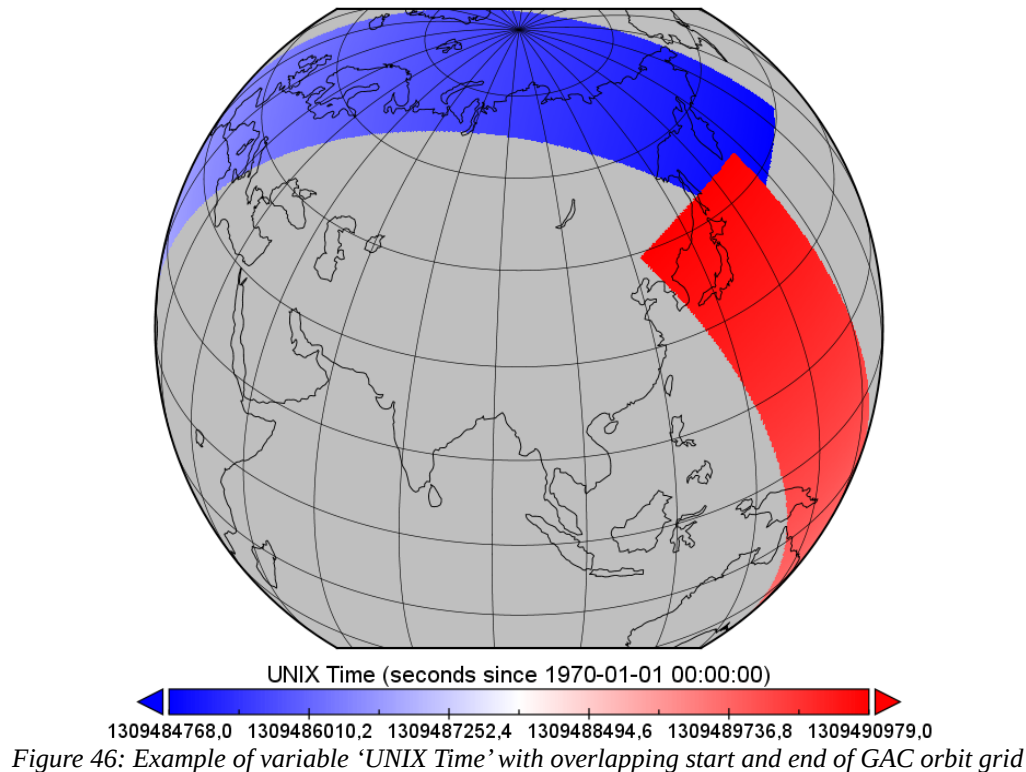 UNIX Time (seconds since 1970-01-01 00:00:00)
1309484768,0 1309486010,2 1309487252,4 1309488494,6 1309489736,8 1309490979,0
Figure 46: Example of variable ‘UNIX Time’ with overlapping start and end of GAC orbit grid